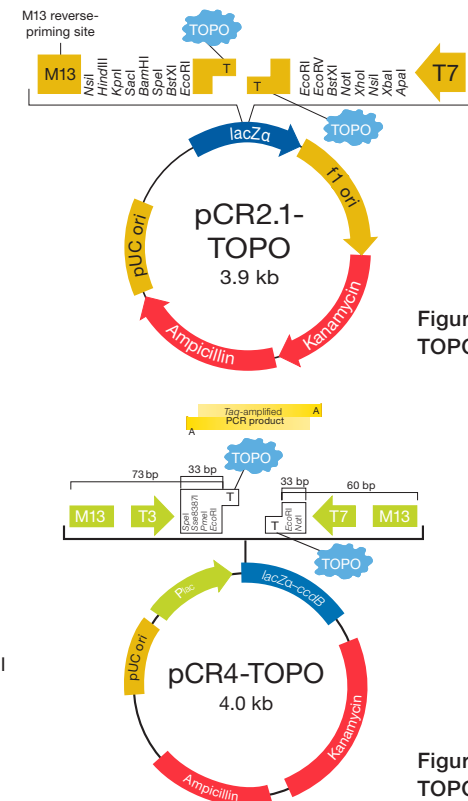 M13 reverse-
priming site
TOPO
M13
NsiI
HindIII
KpnI
SacI
BamHI
SpeI
BstXI
EcoRI
T
T
EcoRI
EcoRV
BstXI
NotI
XhoI
NsiI
XbaI
ApaI
T7
TOPO
lacZα
f1 ori
pUC ori
pCR2.1-
TOPO
3.9 kb
Kanamycin
Ampicillin
Figur
TOPO
Taq-amplified
PCR product
A
A
TOPO
73 bp
33 bp
33 bp
60 bp
M13
T3
SpeI
Sse8387I
PmeI
EcoRI
T
T
EcoRI
NotI
T7
M13
TOPO
Plac
lacZα-ccdB
pUC ori
l
pCR4-TOPO
4.0 kb
Kanamycin
Ampicillin
Figur
TOPO